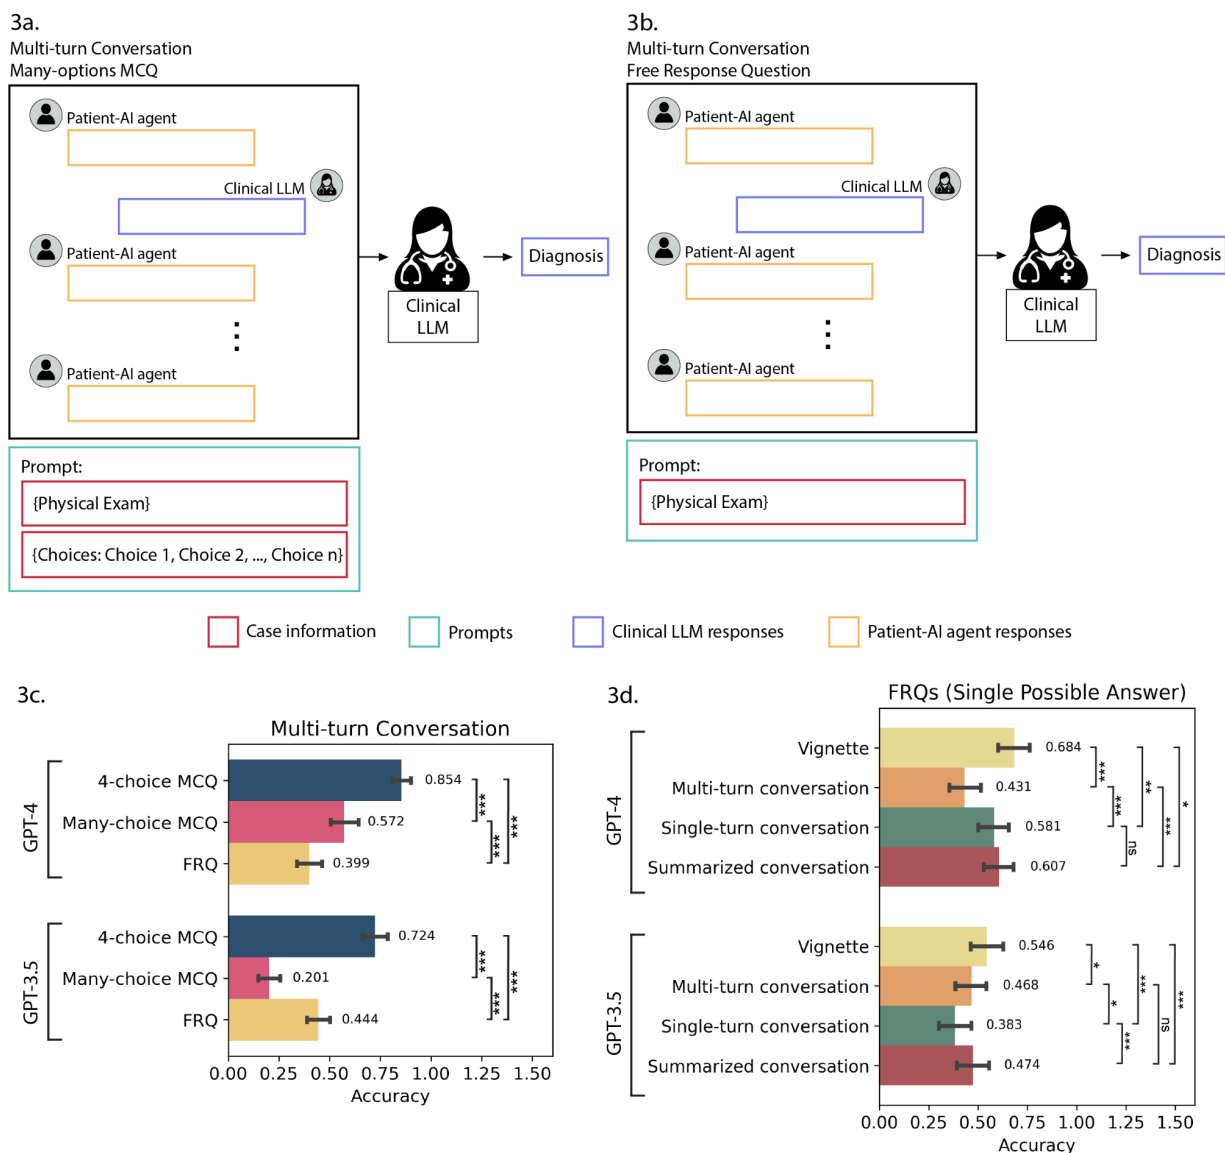 3a.
Multi-turn Conversation
Many-options MCQ
Patient-AI agent
Clinical LLM
Patient-AI agent
Patient-AI agent
Clinical
LLM
Diagnosis
Prompt:
{Physical Exam}
{Choices: Choice 1, Choice 2, ..., Choice n}
3b.
Multi-turn Conversation
Free Response Question
Patient-AI agent
Clinical LLM
Patient-AI agent
Patient-AI agent
Clinical
LLM
Diagnosis
Prompt:
{Physical Exam}
Case information
Prompts
Clinical LLM responses
Patient-AI agent responses
3c.
Multi-turn Conversation
GPT-4
4-choice MCQ 0.854
Many-choice MCQ 0.572
FRQ 0.399
***
***
***
GPT-3.5
4-choice MCQ 0.724
Many-choice MCQ 0.201
FRQ 0.444
***
***
***
0.00 0.25 0.50 0.75 1.00 1.25 1.50
Accuracy
3d.
FRQs (Single Possible Answer)
GPT-4
Vignette 0.684
Multi-turn conversation 0.431
Single-turn conversation 0.581
Summarized conversation 0.607
***
***
ns
**
***
*
GPT-3.5
Vignette 0.546
Multi-turn conversation 0.468
Single-turn conversation 0.383
Summarized conversation 0.474
*
*
***
***
ns
***
0.00 0.25 0.50 0.75 1.00 1.25 1.50
Accuracy